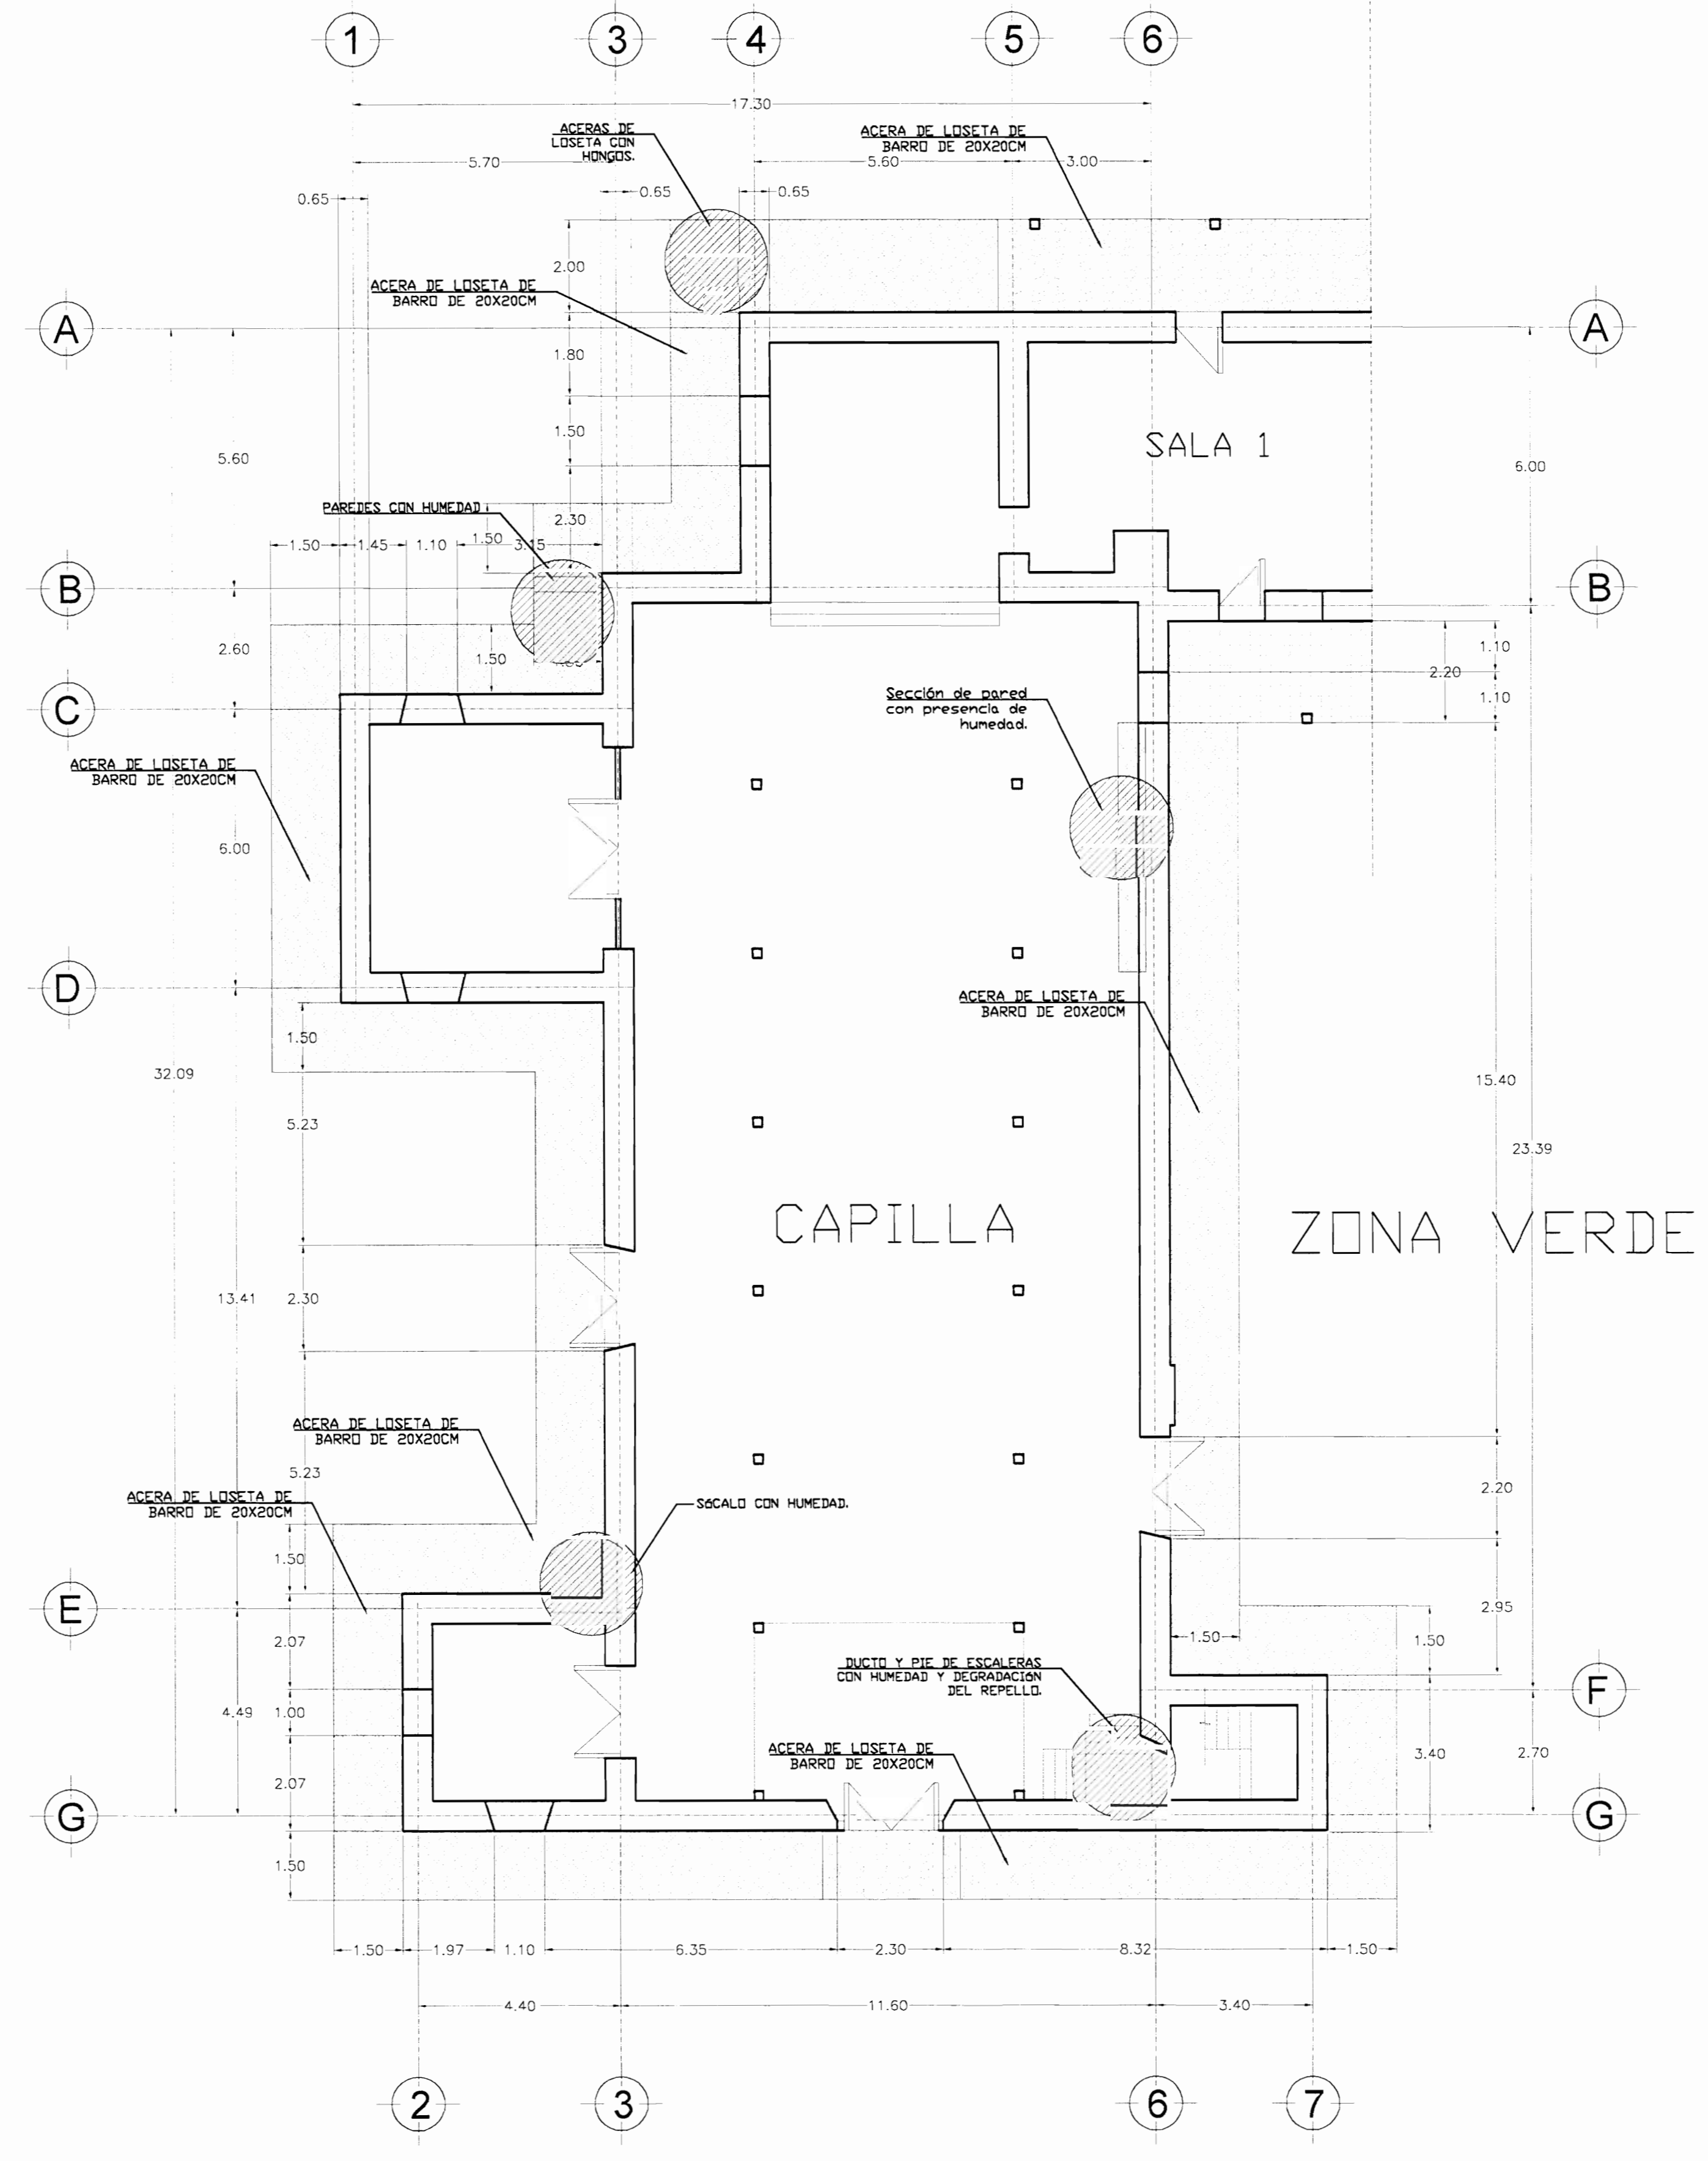 1 3 4 5 6
17.30
ACERAS DE
LOSETA CON
HONGOS.
ACERA DE LOSETA DE
BARRO DE 20X20CM
5.70 5.60 3.00
0.65 0.65 0.65
2.00
ACERA DE LOSETA DE
BARRO DE 20X20CM
A A
1.80
1.50
5.60
SALA 1
6.00
PAREDES CON HUMEDAD
2.30
1.50 1.45 1.10 1.50 3.15
B B
2.60
1.50
1.10
2.20
1.10
C
Sección de pared
con presencia de
humedad.
ACERA DE LOSETA DE
BARRO DE 20X20CM
6.00
D
ACERA DE LOSETA DE
BARRO DE 20X20CM
1.50
32.09
15.40
5.23
23.39
CAPILLA
ZONA VERDE
13.41
2.30
ACERA DE LOSETA DE
BARRO DE 20X20CM
5.23
2.20
ACERA DE LOSETA DE
BARRO DE 20X20CM
SóCALO CON HUMEDAD.
1.50
E
2.95
2.07
1.50
1.50
DUCTO Y PIE DE ESCALERAS
CON HUMEDAD Y DEGRADACIóN
DEL REPELLO.
F
4.49
1.00
ACERA DE LOSETA DE
BARRO DE 20X20CM
3.40
2.70
2.07
G G
1.50
1.50 1.97 1.10 6.35 2.30 8.32 1.50
4.40 11.60 3.40
2 3 6 7